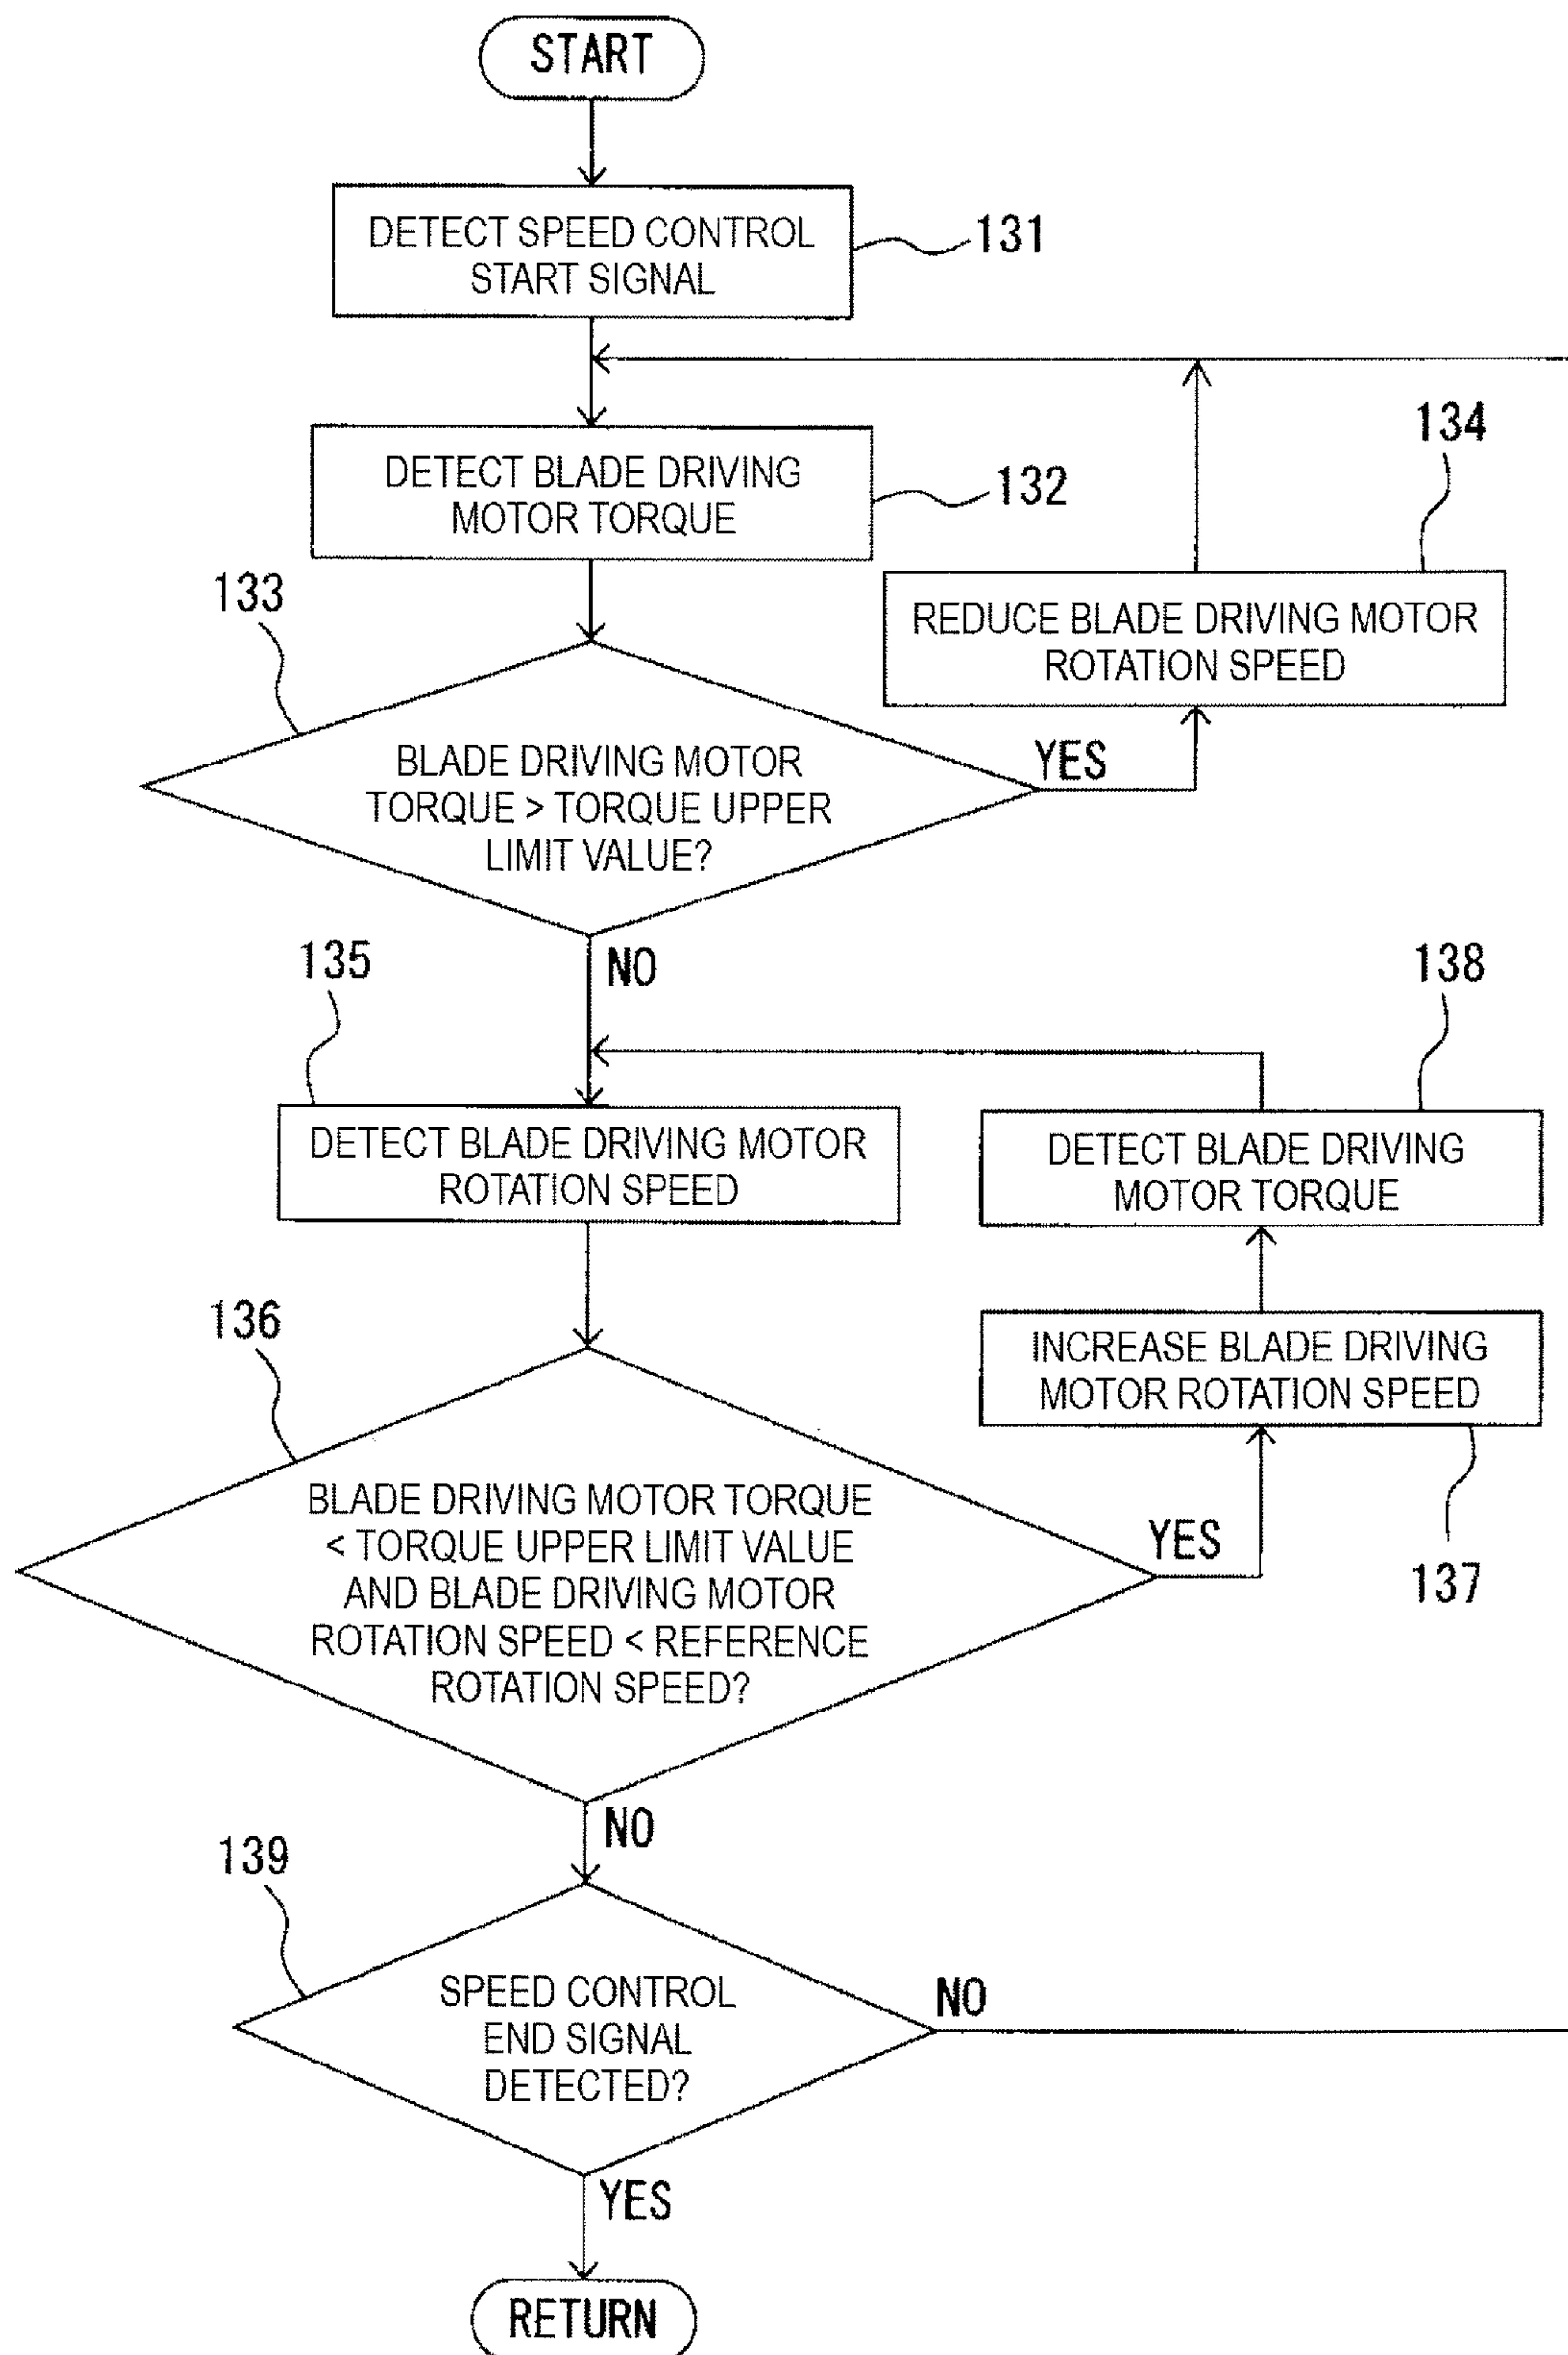 START
DETECT SPEED CONTROL
START SIGNAL
131
DETECT BLADE DRIVING
MOTOR TORQUE
132
134
REDUCE BLADE DRIVING MOTOR
ROTATION SPEED
133
BLADE DRIVING MOTOR
TORQUE > TORQUE UPPER
LIMIT VALUE?
YES
NO
135
DETECT BLADE DRIVING MOTOR
ROTATION SPEED
138
DETECT BLADE DRIVING
MOTOR TORQUE
INCREASE BLADE DRIVING
MOTOR ROTATION SPEED
137
136
BLADE DRIVING MOTOR TORQUE
< TORQUE UPPER LIMIT VALUE
AND BLADE DRIVING MOTOR
ROTATION SPEED < REFERENCE
ROTATION SPEED?
YES
NO
139
SPEED CONTROL
END SIGNAL
DETECTED?
NO
YES
RETURN